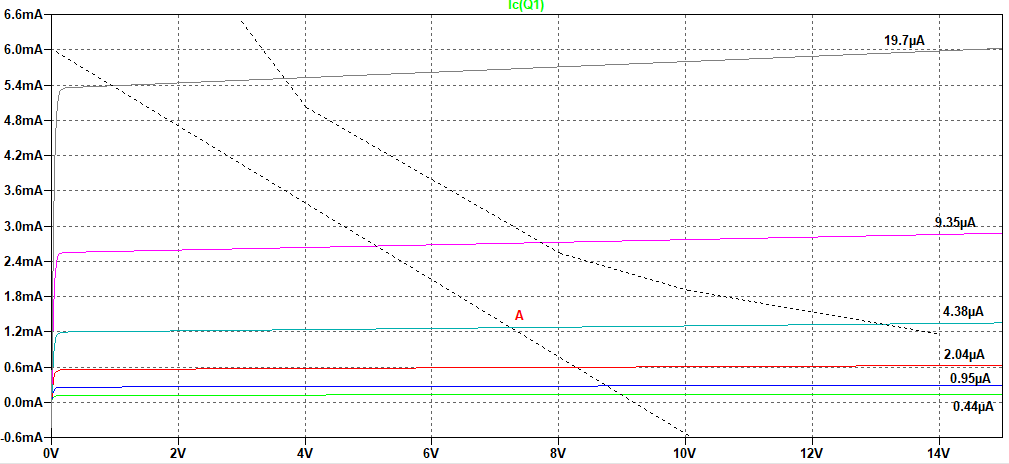 Ic(Q1)
6.6mA
6.0mA
5.4mA
4.8mA
4.2mA
3.6mA
3.0mA
2.4mA
1.8mA
1.2mA
0.6mA
0.0mA
-0.6mA
19.7µA
9.35µA
A
4.38µA
2.04µA
0.95µA
0.44µA
0V 2V 4V 6V 8V 10V 12V 14V